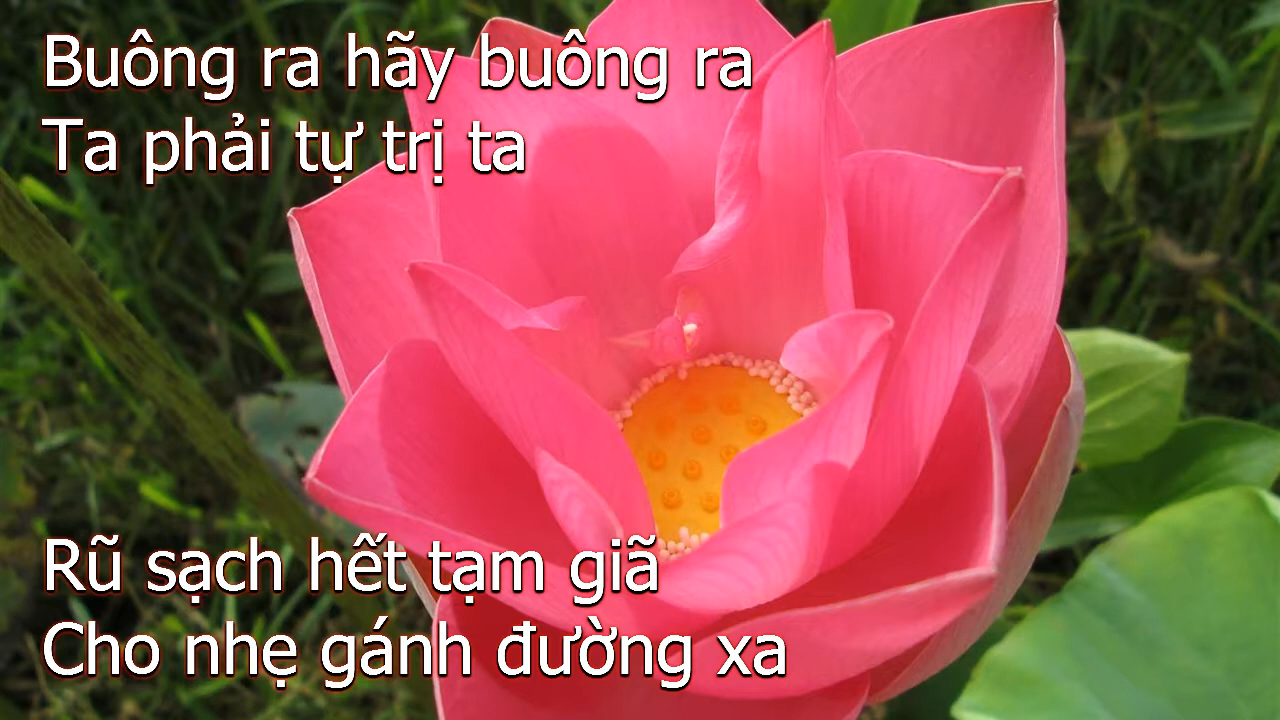 Buông ra hãy buông ra
Ta phải tự trị ta
Rũ sạch hết tạm giã
Cho nhẹ gánh đường xa